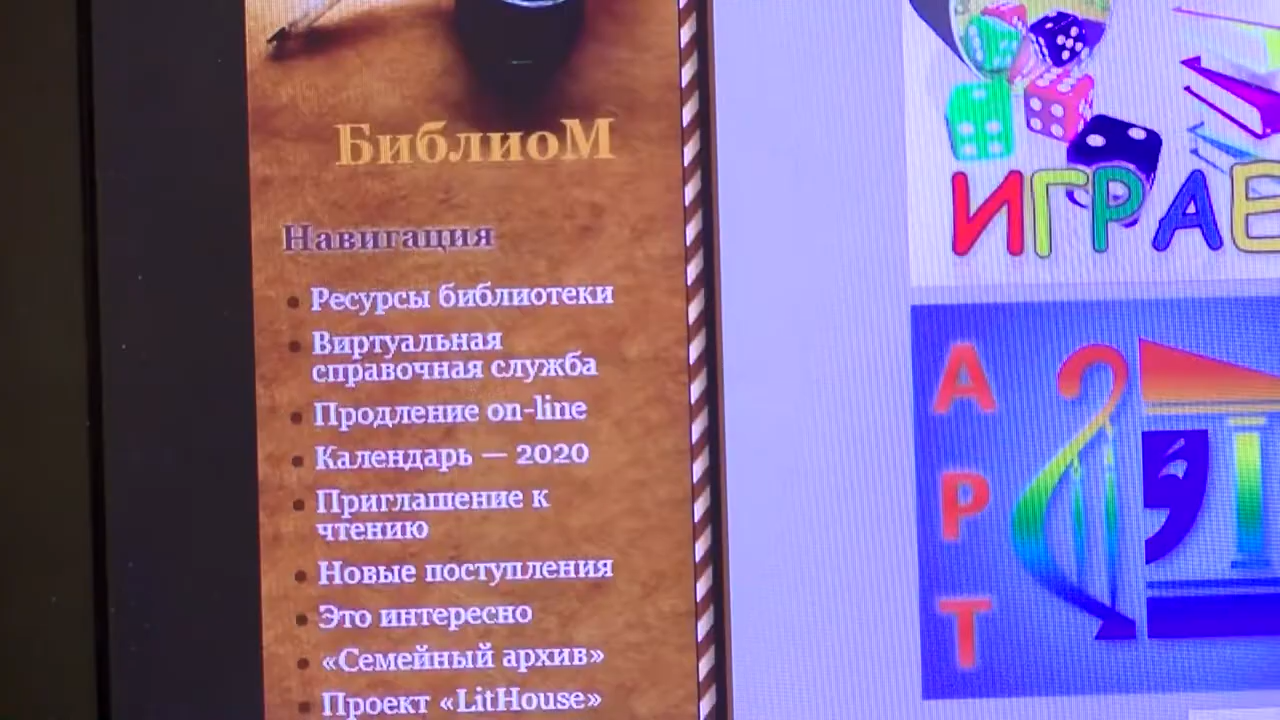 БиблиоМ
Навигация
Ресурсы библиотеки
Виртуальная
справочная служба
Продление on-line
Календарь — 2020
Приглашение к
чтению
Новые поступления
Это интересно
«Семейный архив»
Проект «LitHouse»
ИГРАЕ
АРТ